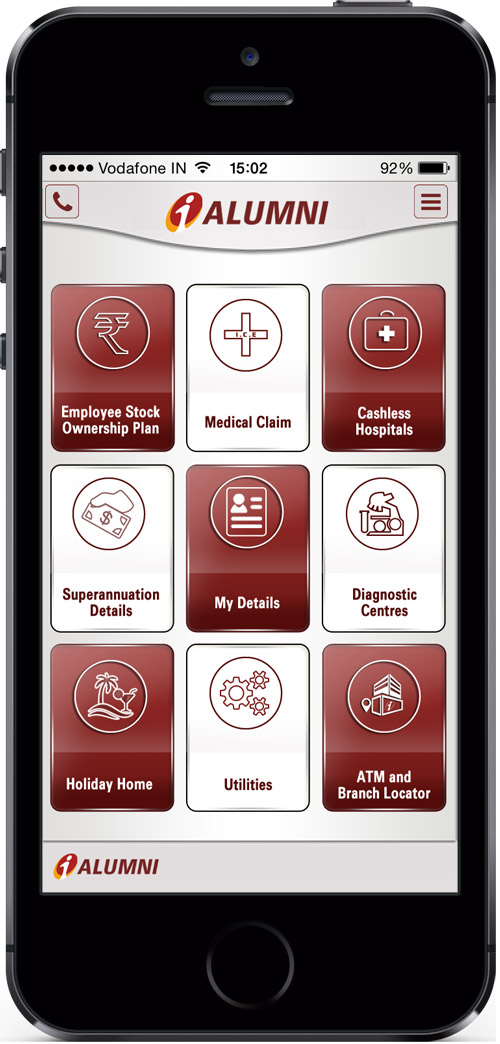 Vodafone IN 15:02 92%
i ALUMNI
Employee Stock
Ownership Plan
I.C.E
Medical Claim
Cashless
Hospitals
$
Superannuation
Details
My Details
Diagnostic
Centres
Holiday Home
Utilities
i
ATM and
Branch Locator
i ALUMNI